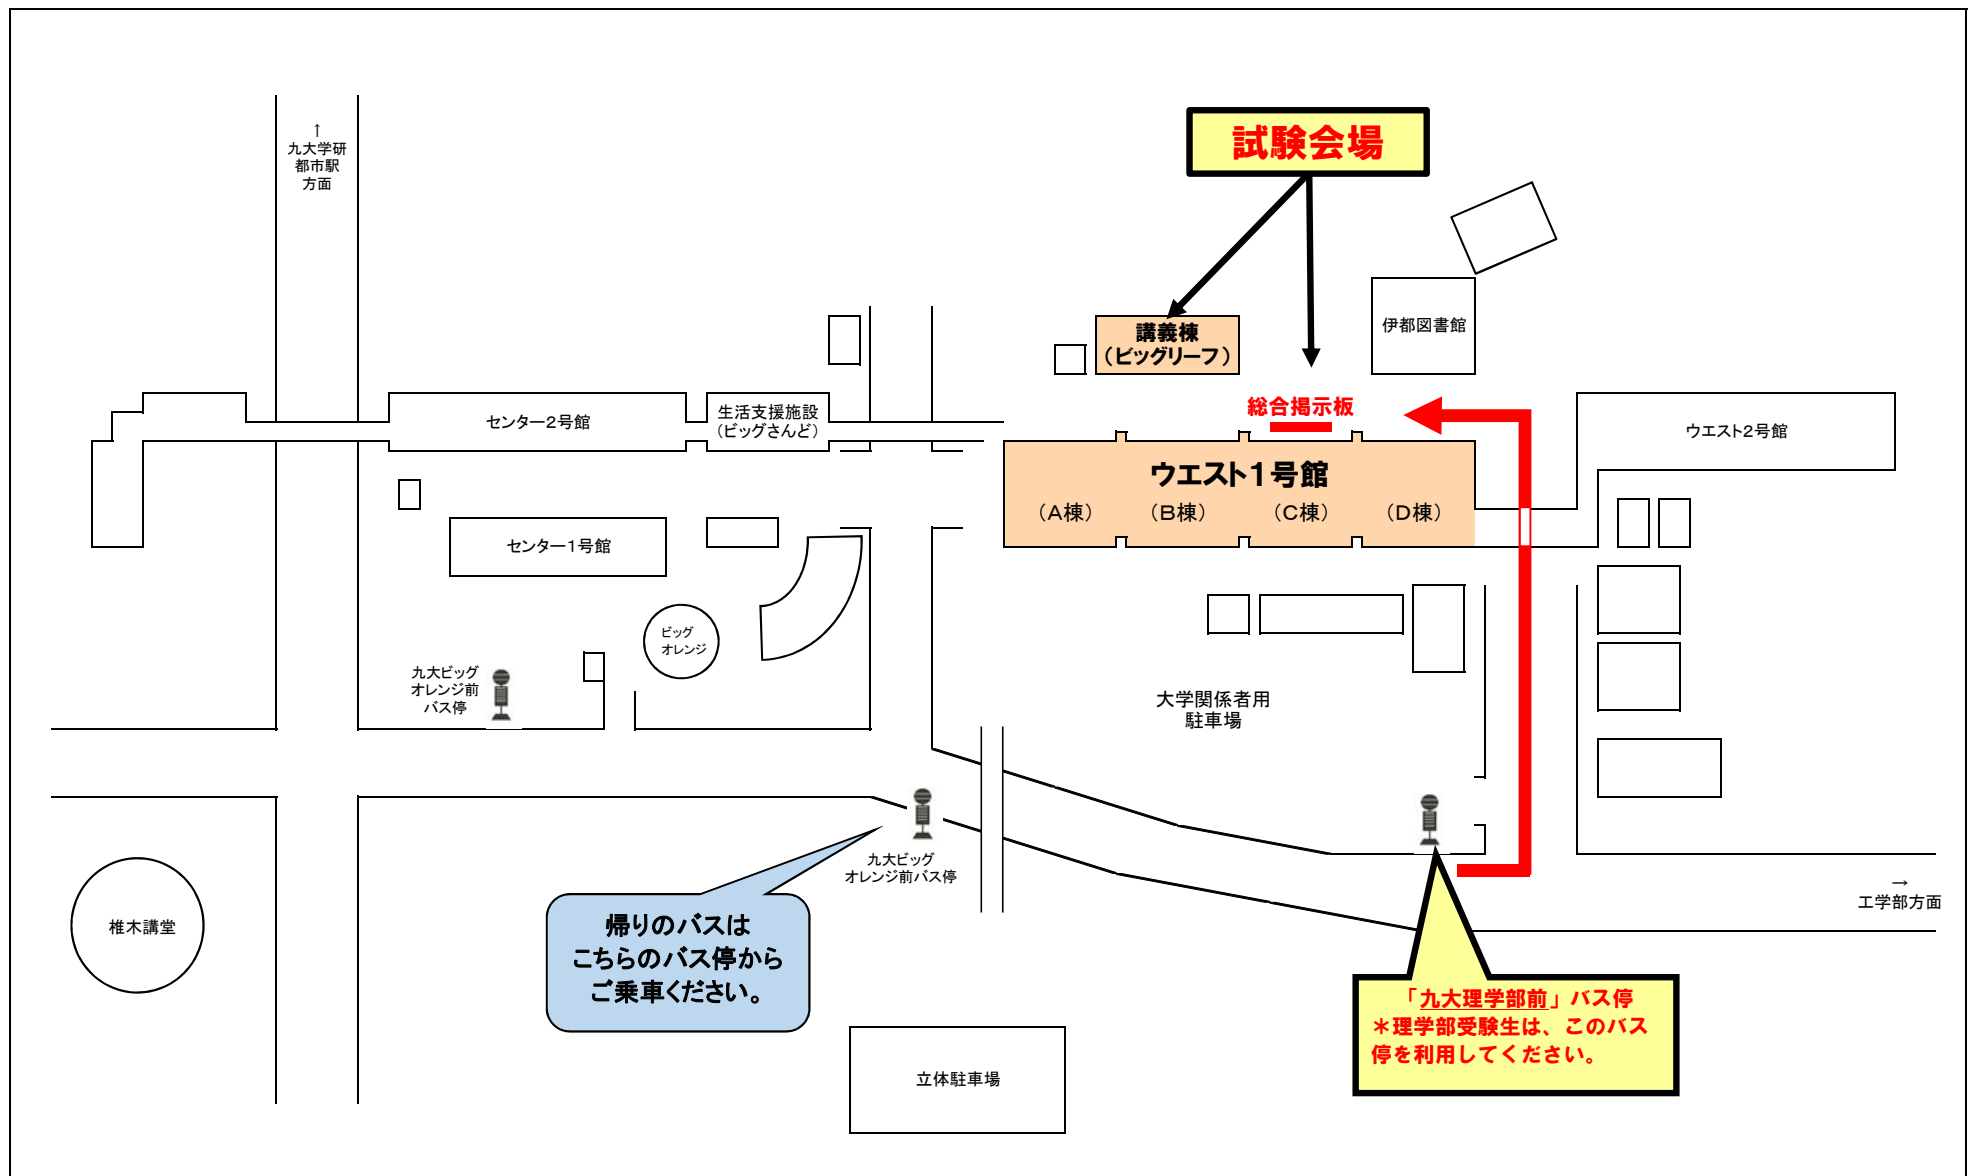 試験会場
↑
九大学研
都市駅
方面
講義棟
（ビッグリーフ）
伊都図書館
総合掲示板
センター2号館
生活支援施設
（ビッグさんど）
ウエスト2号館
ウエスト1号館
（A棟）
（B棟）
（C棟）
（D棟）
センター1号館
ビッグ
オレンジ
九大ビッグ
オレンジ前
バス停
大学関係者用
駐車場
九大ビッグ
オレンジ前バス停
→
工学部方面
椎木講堂
帰りのバスは
こちらのバス停から
ご乗車ください。
「九大理学部前」バス停
＊理学部受験生は、このバス
停を利用してください。
立体駐車場